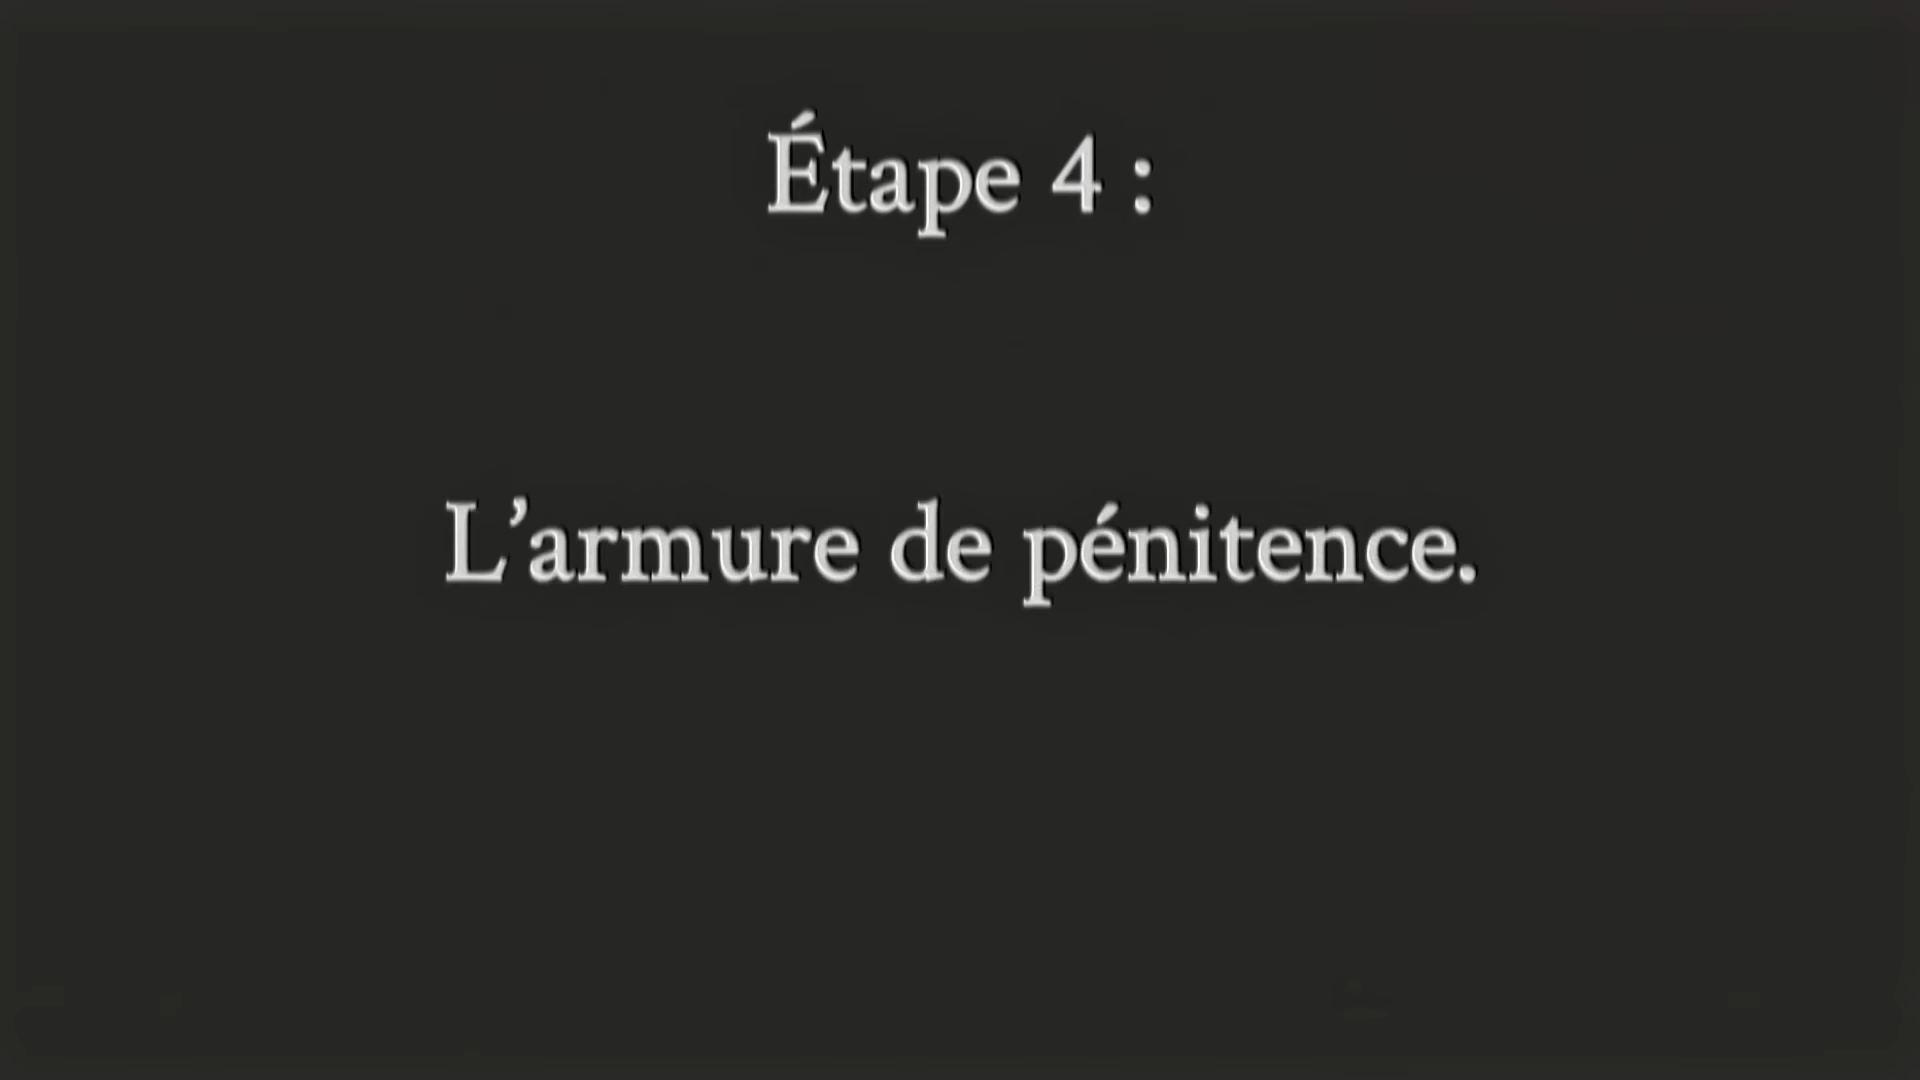 Étape 4 :
L’armure de pénitence.